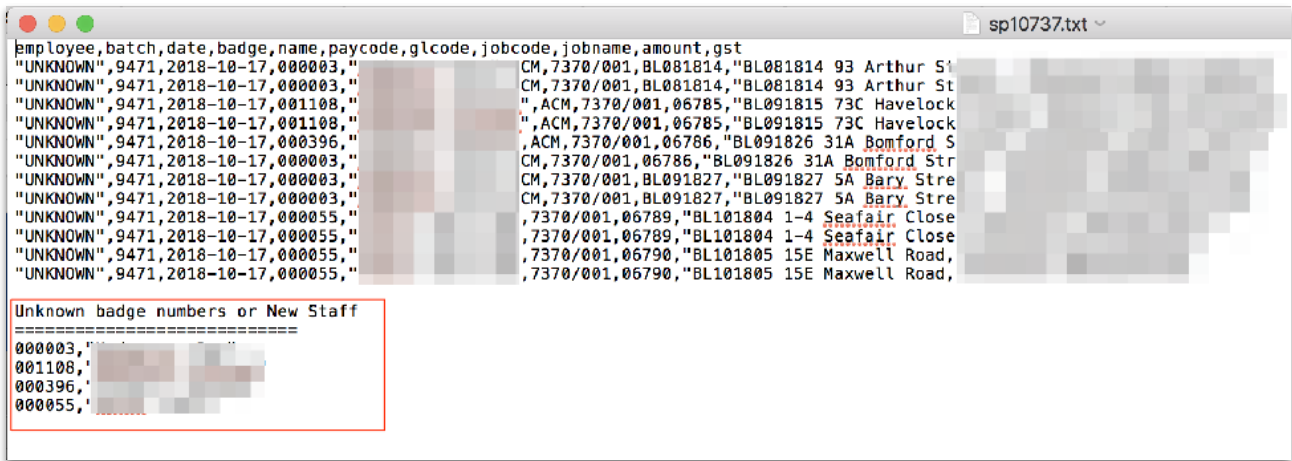 sp10737.txt
employee,batch,date,badge,name,paycode,glcode,jobcode,jobname,amount,gst
"UNKNOWN",9471,2018-10-17,000003," CM,7370/001,BL081814,"BL081814 93 Arthur St
"UNKNOWN",9471,2018-10-17,000003," CM,7370/001,BL081814,"BL081814 93 Arthur St
"UNKNOWN",9471,2018-10-17,001108," ",ACM,7370/001,06785,"BL091815 73C Havelock
"UNKNOWN",9471,2018-10-17,001108," ",ACM,7370/001,06785,"BL091815 73C Havelock
"UNKNOWN",9471,2018-10-17,000396," ,ACM,7370/001,06786,"BL091826 31A Bomford S
"UNKNOWN",9471,2018-10-17,000003," CM,7370/001,06786,"BL091826 31A Bomford Str
"UNKNOWN",9471,2018-10-17,000003," CM,7370/001,BL091827,"BL091827 5A Bary Stre
"UNKNOWN",9471,2018-10-17,000003," CM,7370/001,BL091827,"BL091827 5A Bary Stre
"UNKNOWN",9471,2018-10-17,000055," ,7370/001,06789,"BL101804 1-4 Seafair Close
"UNKNOWN",9471,2018-10-17,000055," ,7370/001,06789,"BL101804 1-4 Seafair Close
"UNKNOWN",9471,2018-10-17,000055," ,7370/001,06790,"BL101805 15E Maxwell Road,
"UNKNOWN",9471,2018-10-17,000055," ,7370/001,06790,"BL101805 15E Maxwell Road,
Unknown badge numbers or New Staff
============================
000003,"
001108,'
000396,'
000055,'